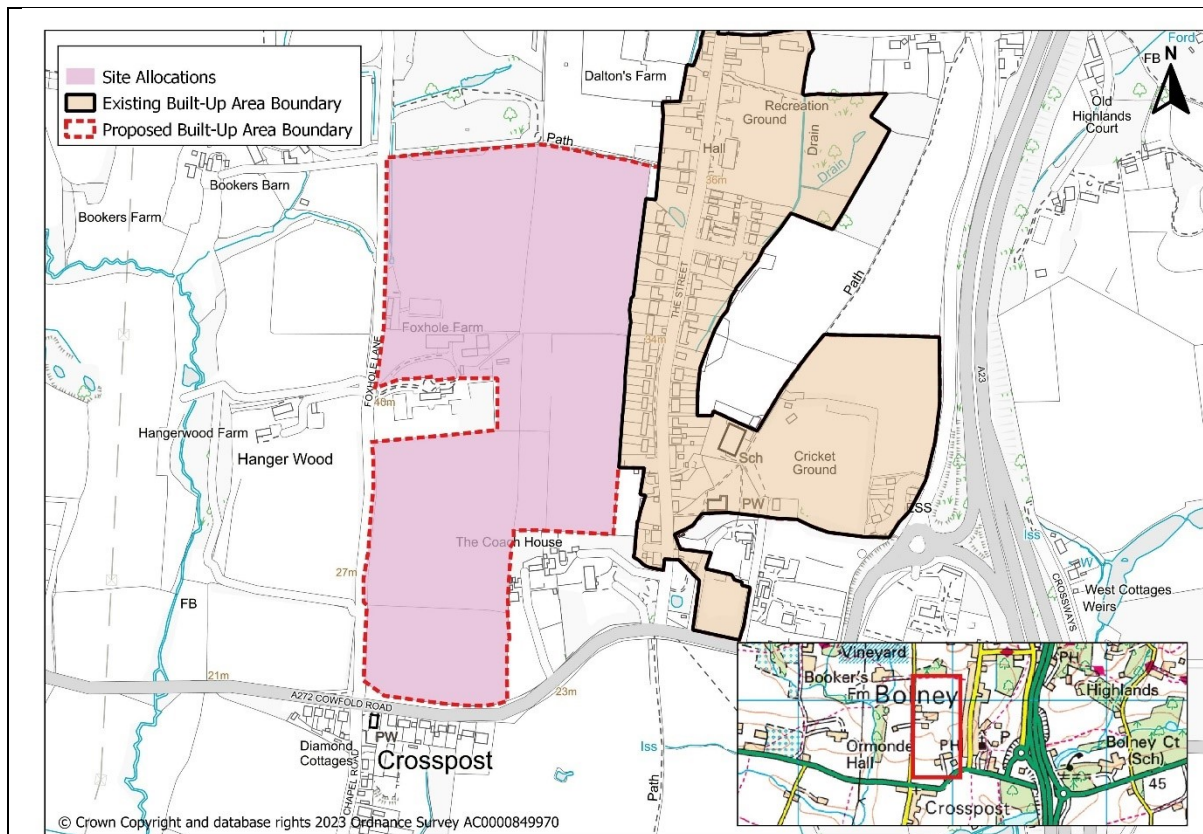 Site Allocations
Existing Built-Up Area Boundary
Proposed Built-Up Area Boundary
Dalton's Farm
Recreation
Ground
Hall
Drain
Drain
36m
Ford
FB
N
Old
Highlands
Court
Path
Bookers Barn
Bookers Farm
Path
THE STREET
A23
Foxhole Farm
34m
FOXHOLE LANE
46m
Hangerwood Farm
Hanger Wood
Sch
Cricket
Ground
PW
ESS
The Coach House
Iss
W
27m
FB
CROSSWAYS
West Cottages
Weirs
21m
A272 COWFOLD ROAD
23m
PW
Diamond
Cottages
Crosspost
CHAPEL ROAD
Iss
Path
Vineyard
Booker's
Fm
Bolney
PH
Highlands
Ormonde
Hall
PH
P
Bolney Ct
(Sch)
45
Crosspost
© Crown Copyright and database rights 2023 Ordnance Survey AC0000849970